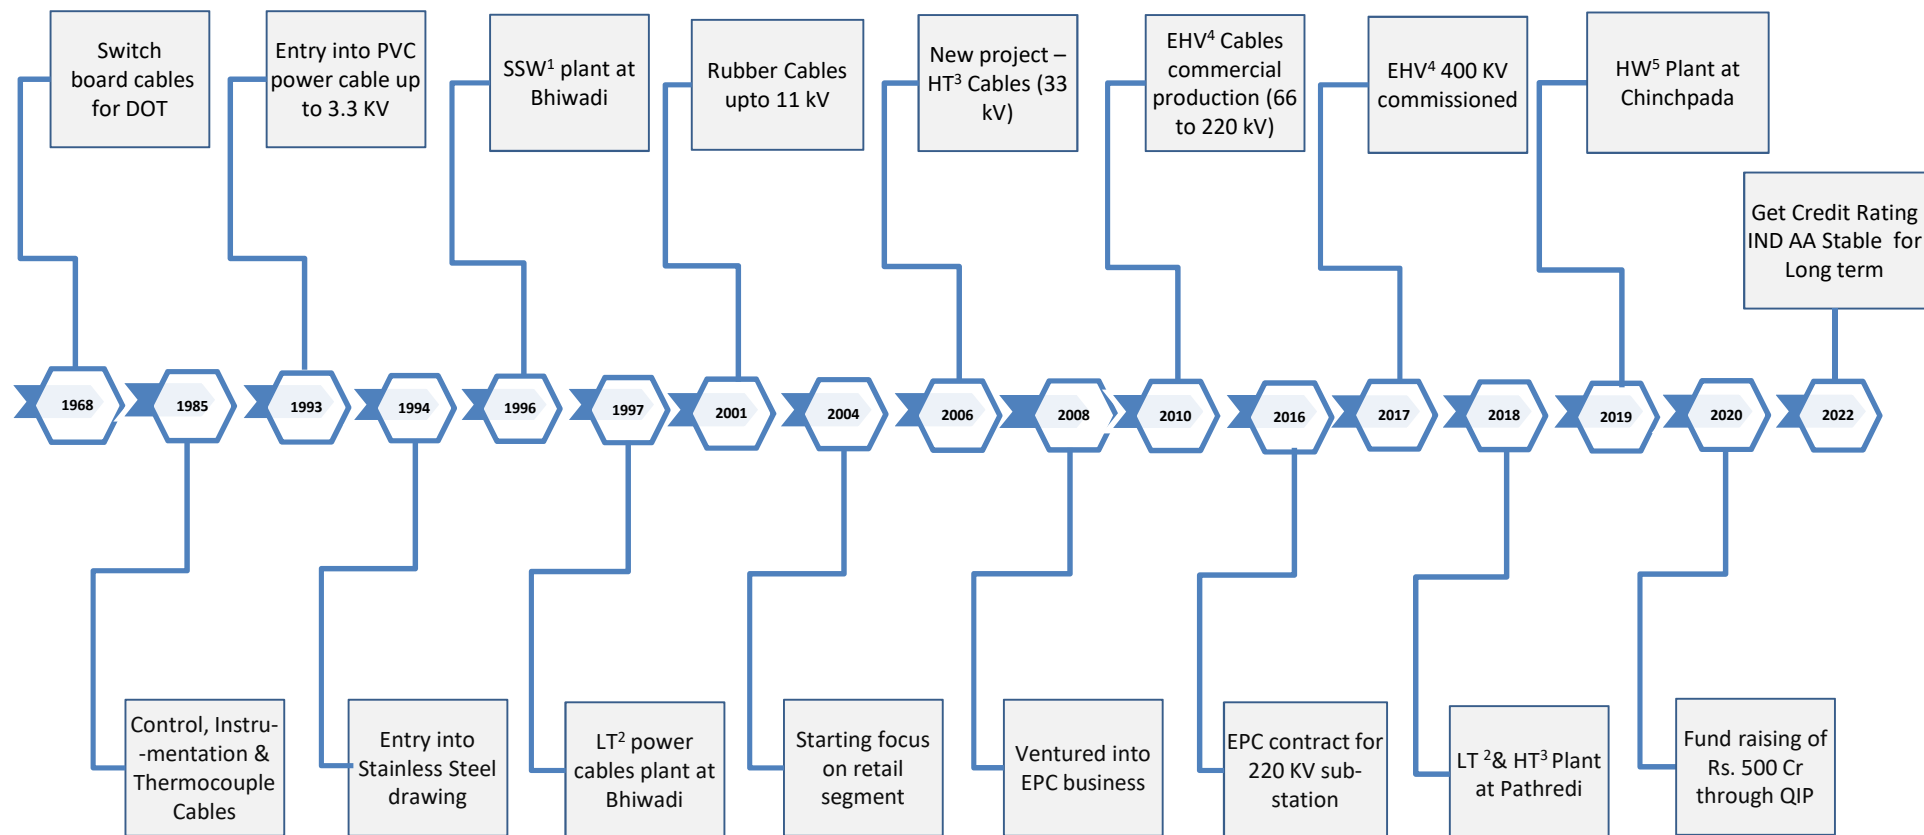 Switch
board cables
for DOT
Entry into PVC
power cable up
to 3.3 KV
SSW¹ plant at
Bhiwadi
Rubber Cables
upto 11 kV
New project –
HT³ Cables (33
kV)
EHV⁴ Cables
commercial
production (66
to 220 kV)
EHV⁴ 400 KV
commissioned
HW⁵ Plant at
Chinchpada
Get Credit Rating
IND AA Stable for
Long term
1968
1985
1993
1994
1996
1997
2001
2004
2006
2008
2010
2016
2017
2018
2019
2020
2022
Control, Instru-
-mentation &
Thermocouple
Cables
Entry into
Stainless Steel
drawing
LT² power
cables plant at
Bhiwadi
Starting focus
on retail
segment
Ventured into
EPC business
EPC contract for
220 KV sub-
station
LT ²& HT³ Plant
at Pathredi
Fund raising of
Rs. 500 Cr
through QIP